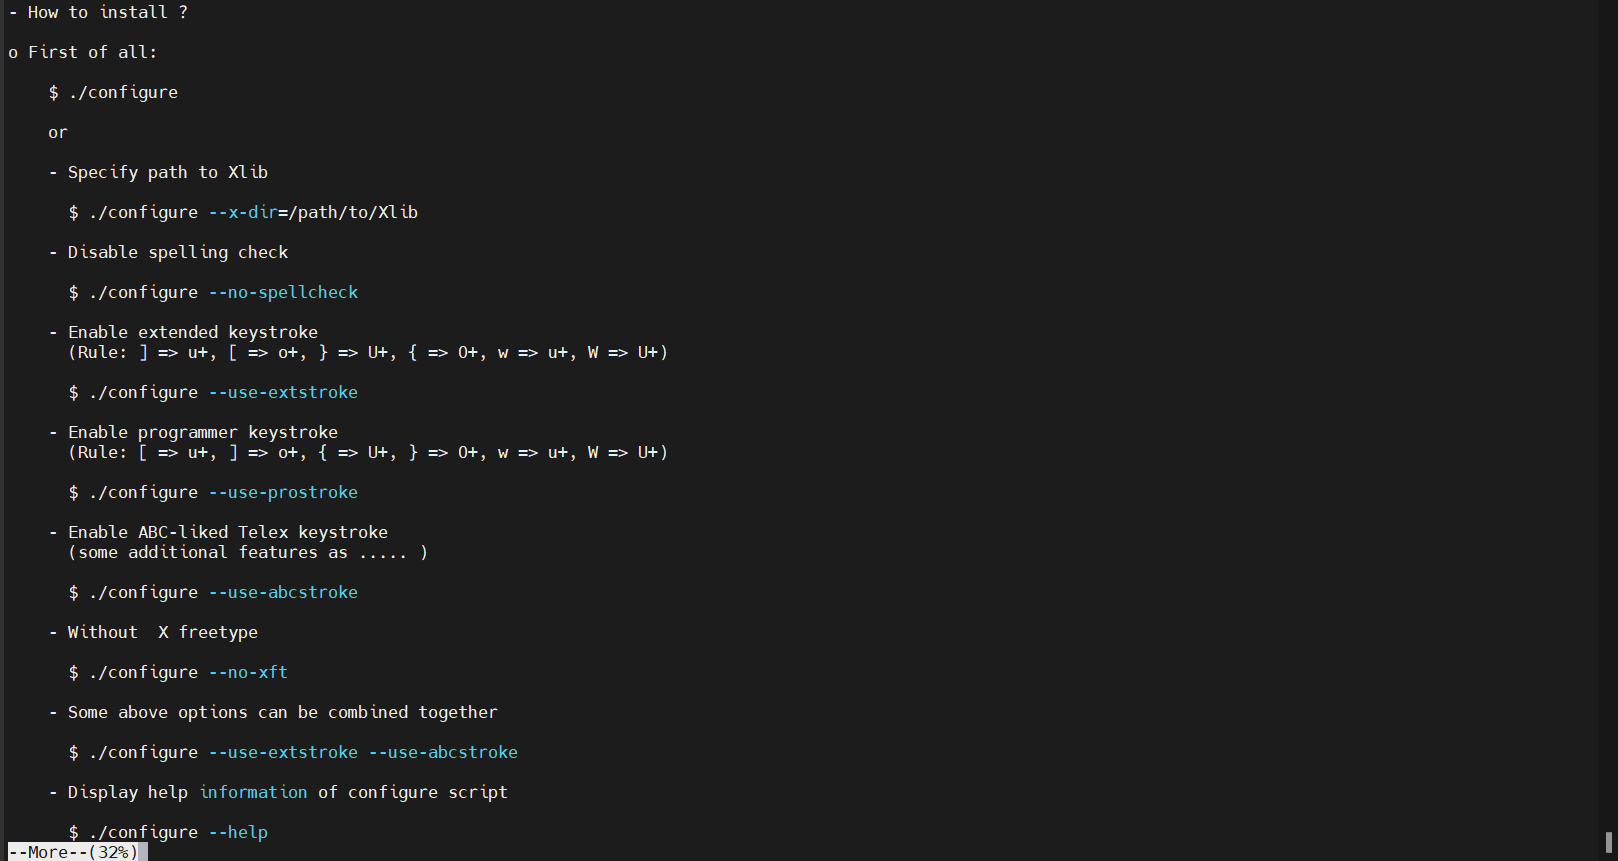 - How to install ?
o First of all:
$ ./configure
or
- Specify path to Xlib
$ ./configure --x-dir=/path/to/Xlib
- Disable spelling check
$ ./configure --no-spellcheck
- Enable extended keystroke
(Rule: ] => u+, [ => o+, } => U+, { => O+, w => u+, W => U+)
$ ./configure --use-extstroke
- Enable programmer keystroke
(Rule: [ => u+, ] => o+, { => U+, } => O+, w => u+, W => U+)
$ ./configure --use-prostroke
- Enable ABC-liked Telex keystroke
(some additional features as ..... )
$ ./configure --use-abcstroke
- Without  X freetype
$ ./configure --no-xft
- Some above options can be combined together
$ ./configure --use-extstroke --use-abcstroke
- Display help information of configure script
$ ./configure --help
--More--(32%)